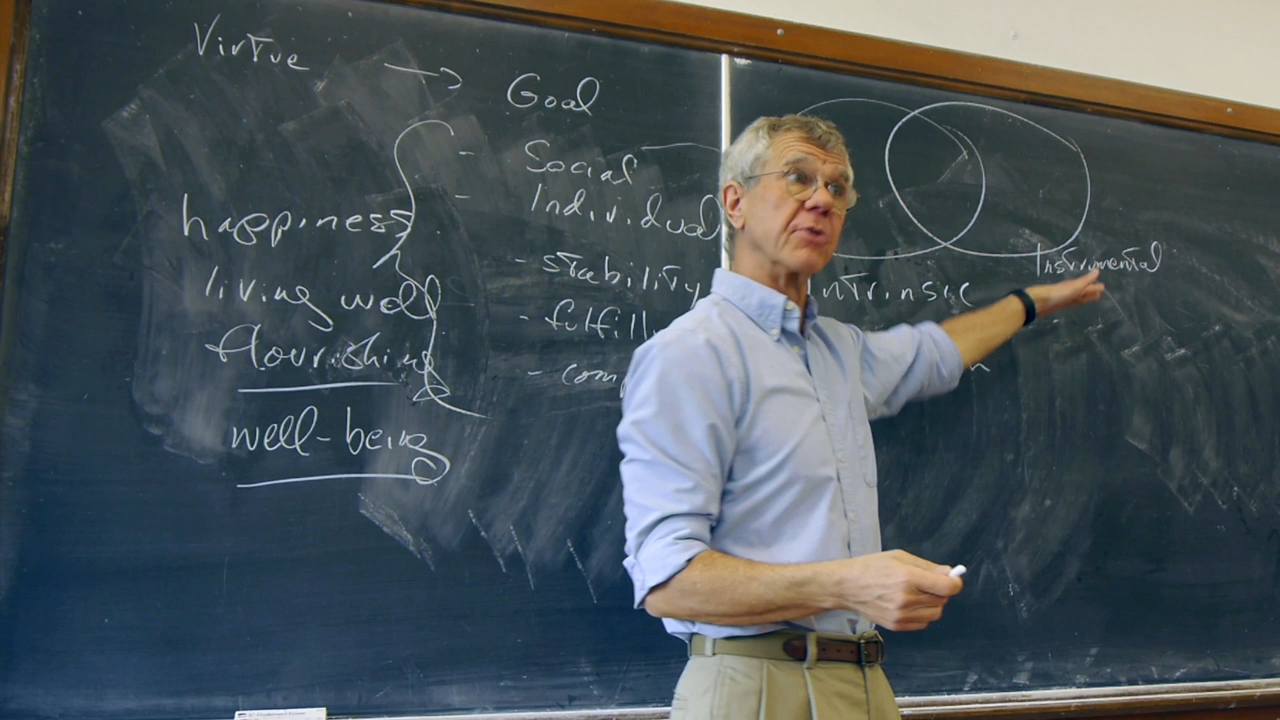 Virtue → Goal
- Social
- Individual
happiness
living well
flourishing
well-being
- stability
- fulfill
- com
Instrumental
Intrinsic